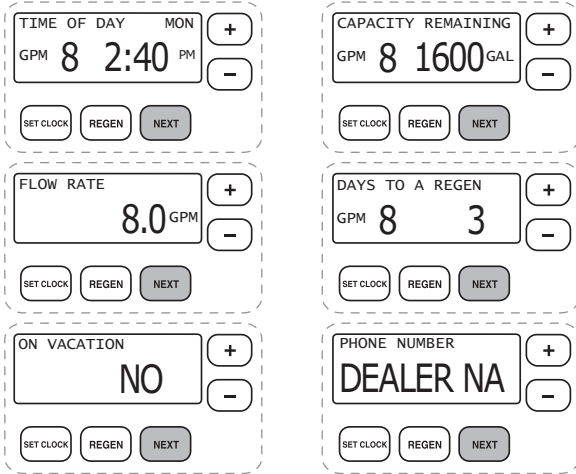 TIME OF DAY MON
GPM 8 2:40 PM
+
−
SET CLOCK REGEN NEXT
CAPACITY REMAINING
GPM 8 1600 GAL
+
−
SET CLOCK REGEN NEXT
FLOW RATE
8.0 GPM
+
−
SET CLOCK REGEN NEXT
DAYS TO A REGEN
GPM 8 3
+
−
SET CLOCK REGEN NEXT
ON VACATION
NO
+
−
SET CLOCK REGEN NEXT
PHONE NUMBER
DEALER NA
+
−
SET CLOCK REGEN NEXT